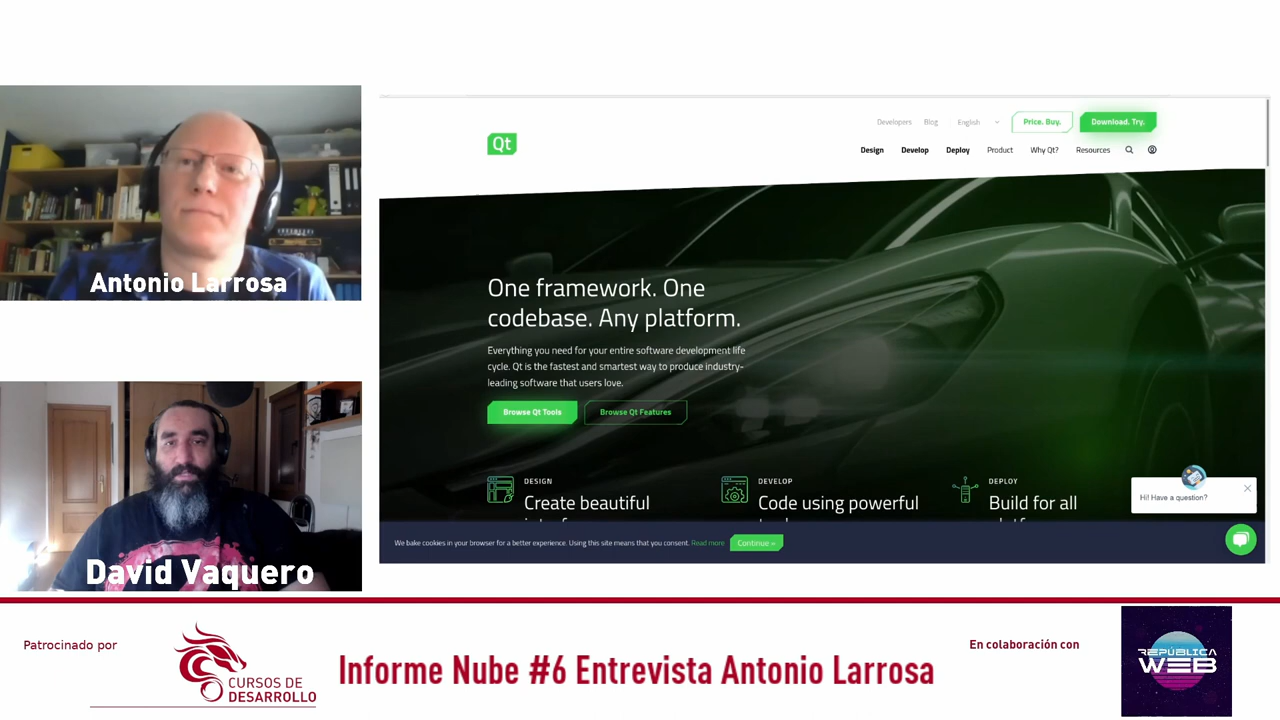 Antonio Larrosa
David Vaquero
Qt
Developers Blog English Price. Buy. Download. Try.
Design Develop Deploy Product Why Qt? Resources
One framework. One
codebase. Any platform.
Everything you need for your entire software development life
cycle. Qt is the fastest and smartest way to produce industry-
leading software that users love.
Browse Qt Tools Browse Qt Features
DESIGN
Create beautiful
DEVELOP
Code using powerful
DEPLOY
Build for all
Hi! Have a question?
We bake cookies in your browser for a better experience. Using this site means that you consent. Read more Continue »
Patrocinado por
CURSOS DE
DESARROLLO
Informe Nube #6 Entrevista Antonio Larrosa
En colaboración con
REPÚBLICA
WEB